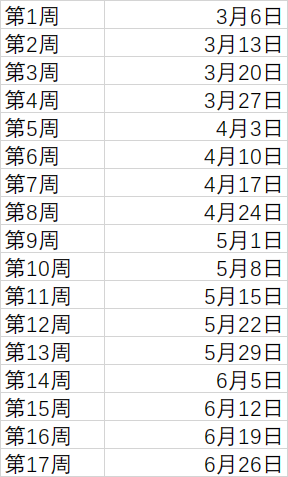 第1周 3月6日
第2周 3月13日
第3周 3月20日
第4周 3月27日
第5周 4月3日
第6周 4月10日
第7周 4月17日
第8周 4月24日
第9周 5月1日
第10周 5月8日
第11周 5月15日
第12周 5月22日
第13周 5月29日
第14周 6月5日
第15周 6月12日
第16周 6月19日
第17周 6月26日